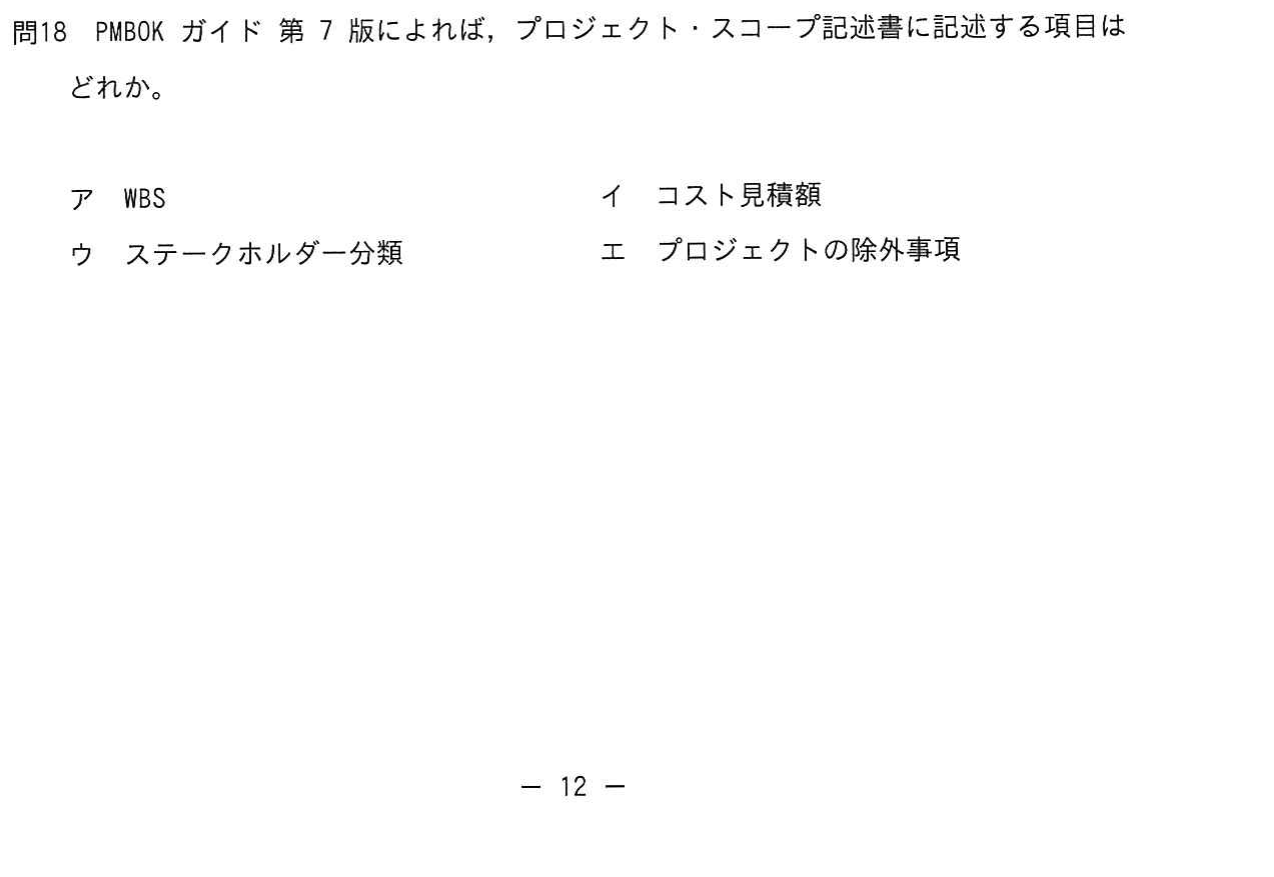 問18 PMBOK ガイド 第 7 版によれば，プロジェクト・スコープ記述書に記述する項目は
どれか。
ア WBS イ コスト見積額
ウ ステークホルダー分類 エ プロジェクトの除外事項
－ 12 －